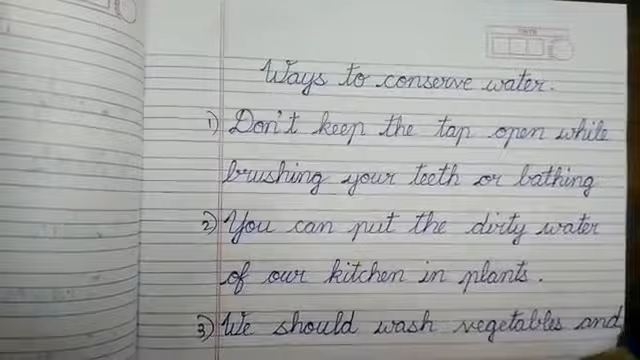 Ways to conserve water.
1) Don't keep the tap open while
brushing your teeth or bathing
2) You can put the dirty water
of our kitchen in plants.
3) We should wash vegetables and